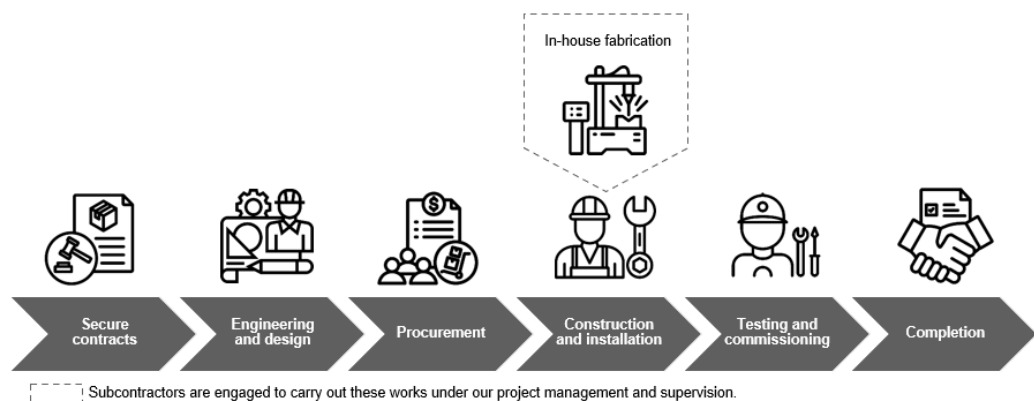 In-house fabrication
Secure
contracts
Engineering
and design
Procurement
Construction
and installation
Testing and
commissioning
Completion
Subcontractors are engaged to carry out these works under our project management and supervision.